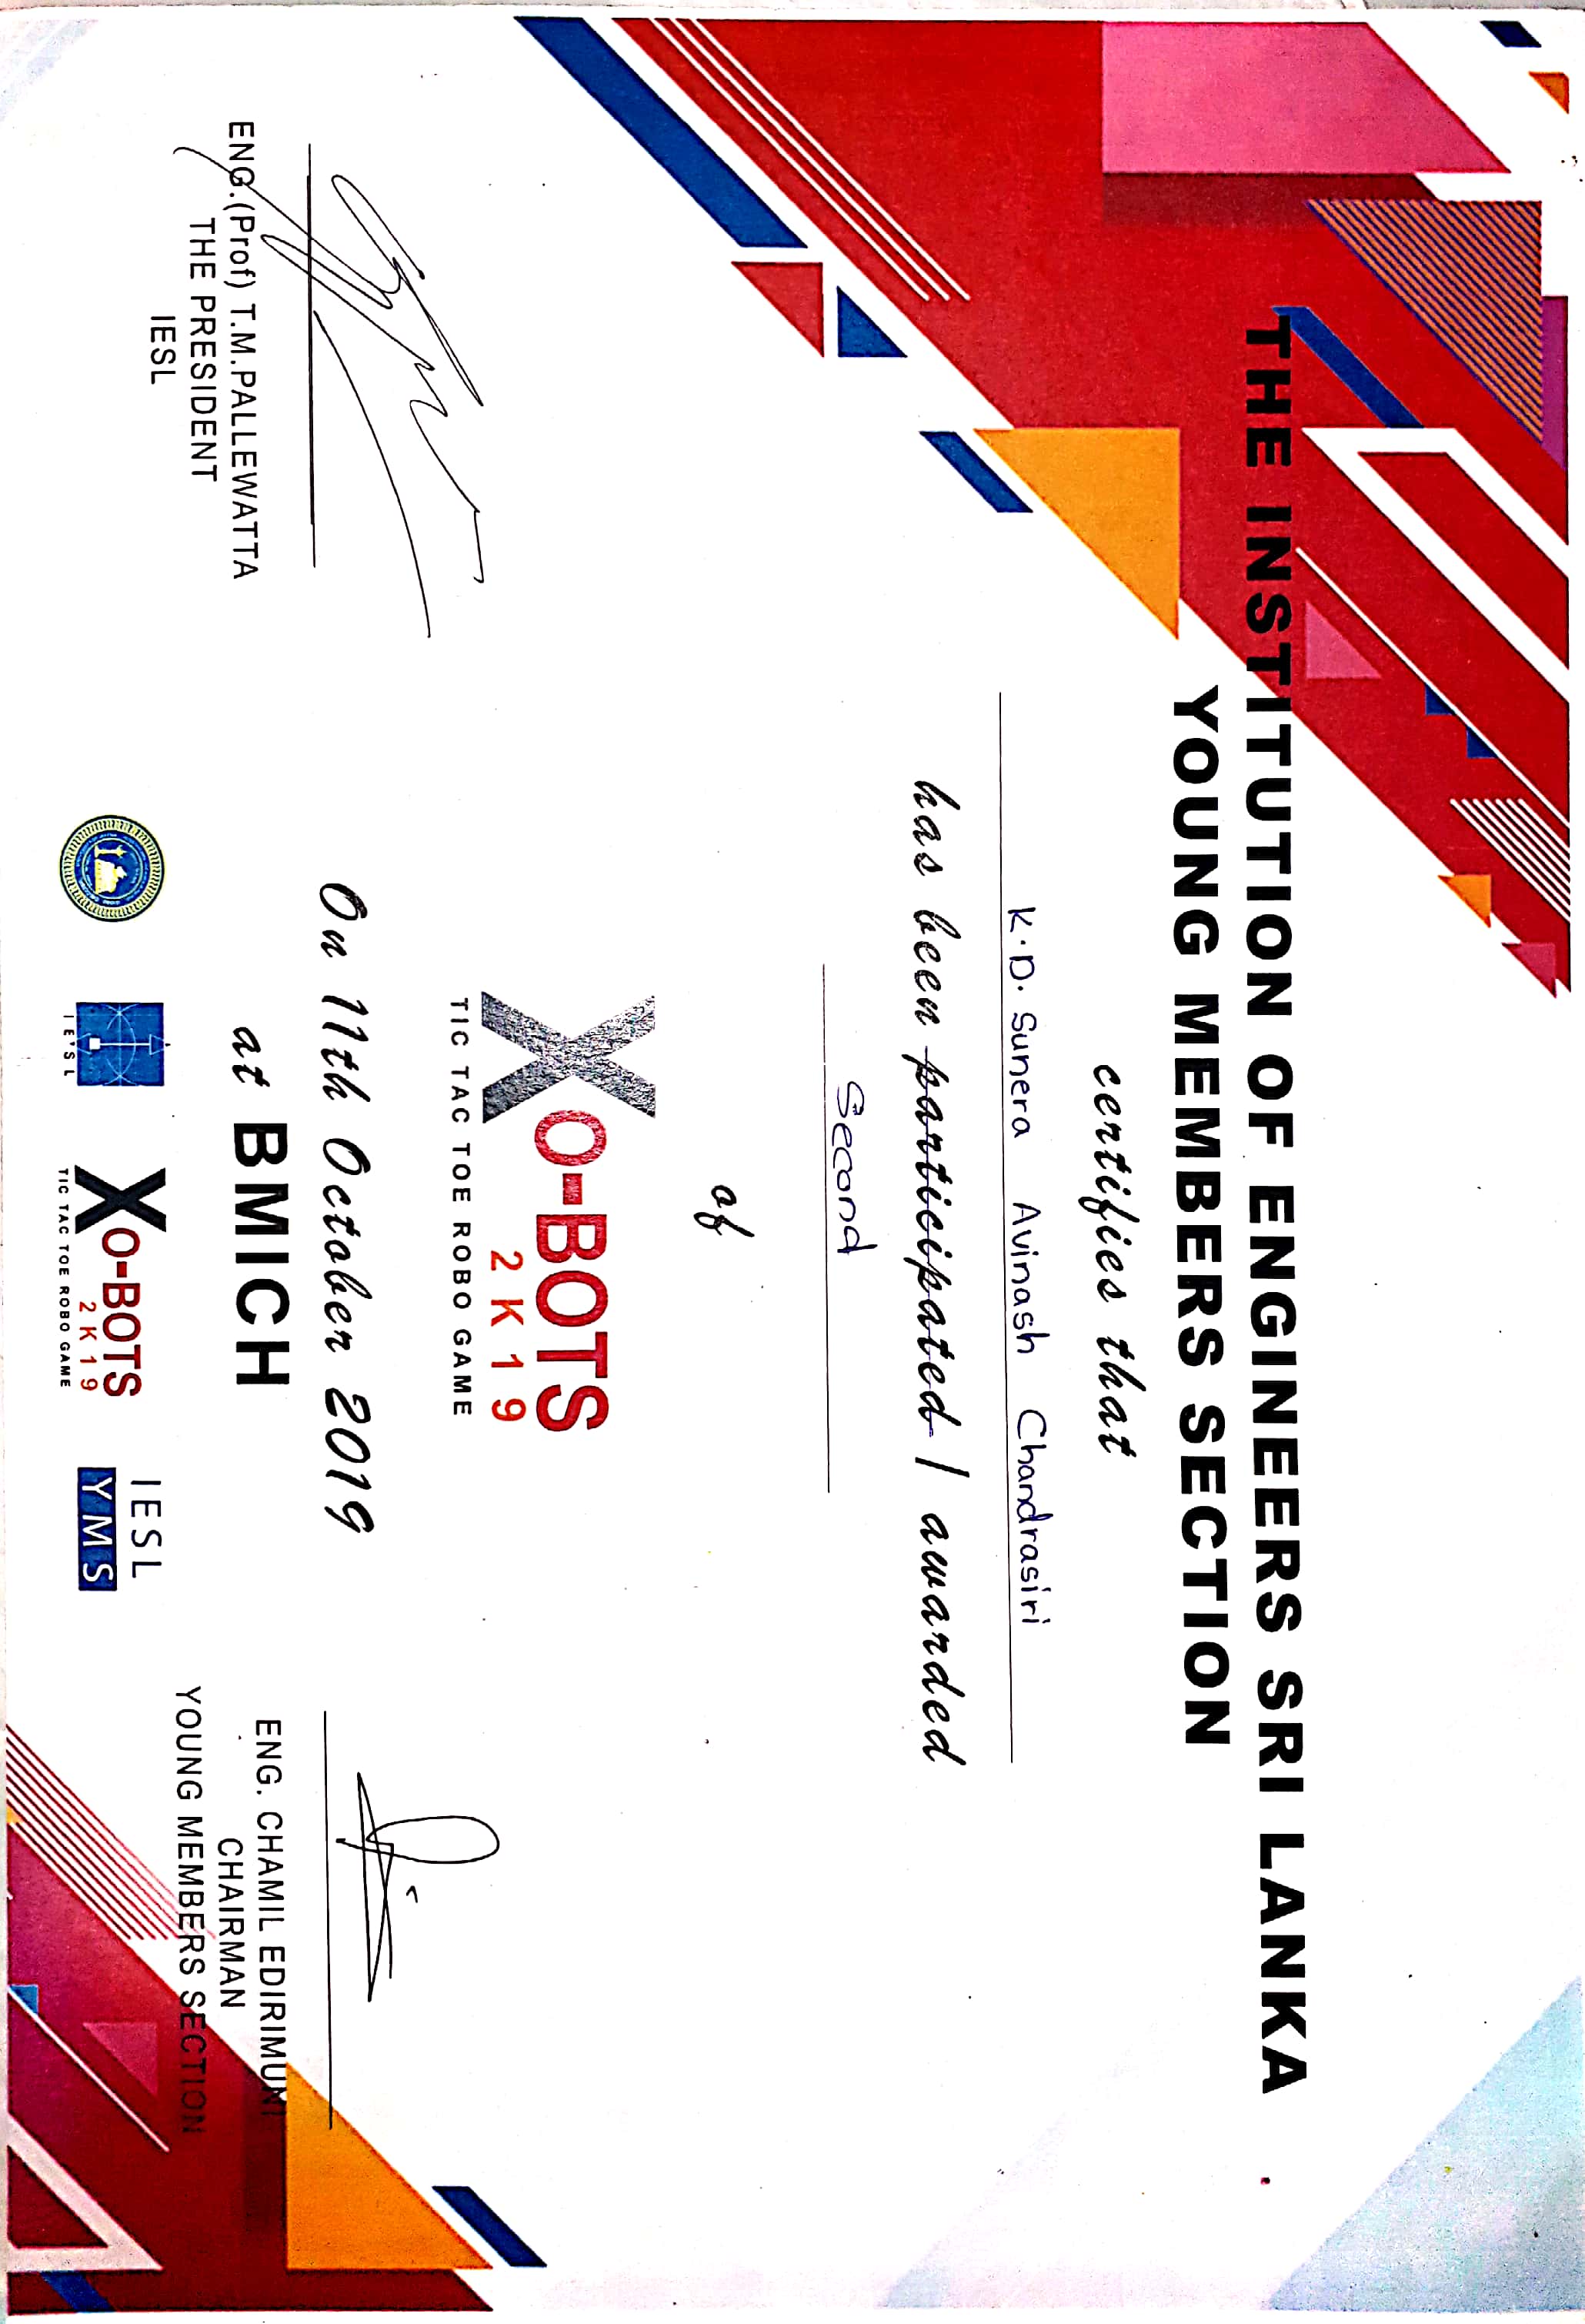 THE INSTITUTION OF ENGINEERS SRI LANKA
YOUNG MEMBERS SECTION
certifies that
K.D. Sunera Avinash Chandrasiri
has been participated / awarded
Second
of
XO-BOTS
2K19
TIC TAC TOE ROBO GAME
On 11th October 2019
at BMICH
ENG.(Prof) T.M.PALLEWATTA
THE PRESIDENT
IESL
IESL
XO-BOTS
2K19
TIC TAC TOE ROBO GAME
IESL
YMS
ENG. CHAMIL EDIRIMUNI
CHAIRMAN
YOUNG MEMBERS SECTION